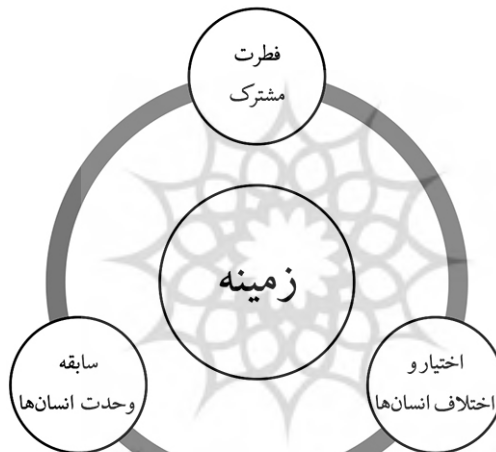 فطرت
مشترک
زمینه
اختیار و
اختلاف انسان‌ها
سابقه
وحدت انسان‌ها